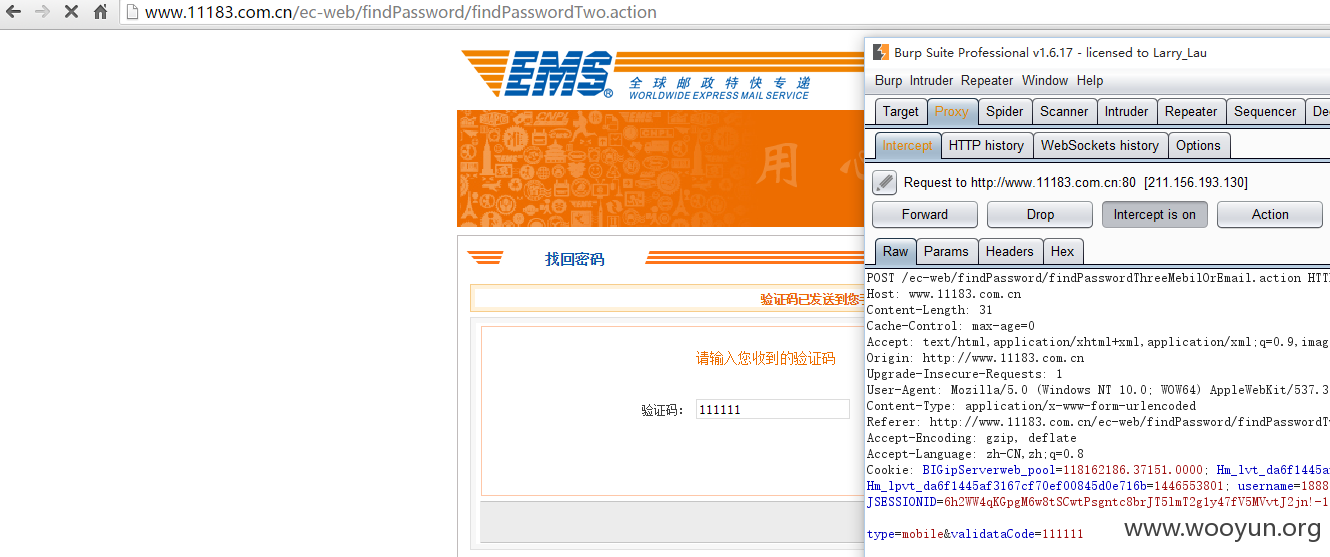 www.11183.com.cn/ec-web/findPassword/findPasswordTwo.action
EMS®
全球邮政特快专递
WORLDWIDE EXPRESS MAIL SERVICE
用心
找回密码
验证码已发送到您手
请输入您收到的验证码
验证码: 111111
Burp Suite Professional v1.6.17 - licensed to Larry_Lau
Burp Intruder Repeater Window Help
Target Proxy Spider Scanner Intruder Repeater Sequencer De
Intercept HTTP history WebSockets history Options
Request to http://www.11183.com.cn:80 [211.156.193.130]
Forward Drop Intercept is on Action
Raw Params Headers Hex
POST /ec-web/findPassword/findPasswordThreeMebilOrEmail.action HTT
Host: www.11183.com.cn
Content-Length: 31
Cache-Control: max-age=0
Accept: text/html,application/xhtml+xml,application/xml;q=0.9,imag
Origin: http://www.11183.com.cn
Upgrade-Insecure-Requests: 1
User-Agent: Mozilla/5.0 (Windows NT 10.0; WOW64) AppleWebKit/537.3
Content-Type: application/x-www-form-urlencoded
Referer: http://www.11183.com.cn/ec-web/findPassword/findPasswordTw
Accept-Encoding: gzip, deflate
Accept-Language: zh-CN,zh;q=0.8
Cookie: BIGipServerweb_pool=118162186.37151.0000; Hm_lvt_da6f1445af
Hm_lpvt_da6f1445af3167cf70ef00845d0e716b=1446553801; username=1888
JSESSIONID=6h2WW4qKGpgM6w8tSCwtPsgntc8brJT5lmT2g1y47fV5MVvtJ2jn!-1
type=mobile&validataCode=111111
www.wooyun.org